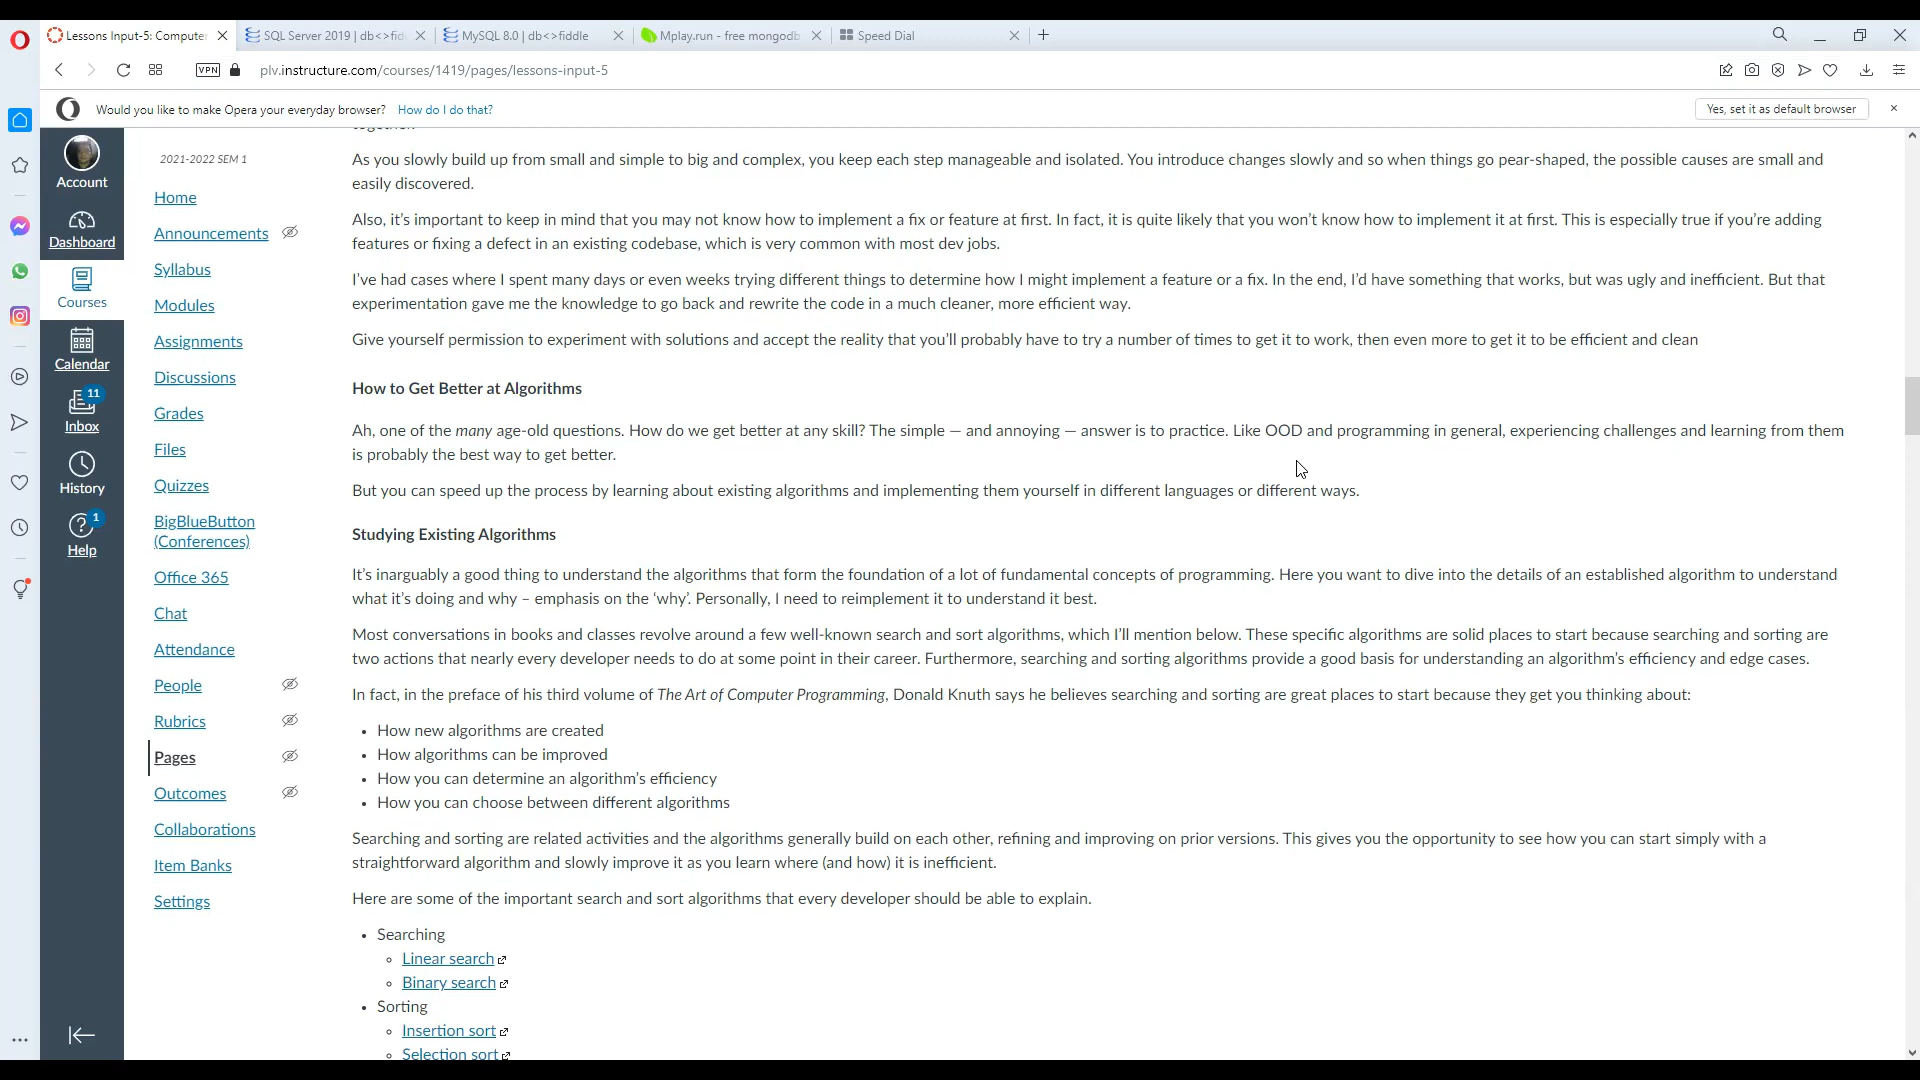 Lessons Input-5: Computer
SQL Server 2019 | db<>fid
MySQL 8.0 | db<>fiddle
Mplay.run - free mongodb
Speed Dial
VPN
plv.instructure.com/courses/1419/pages/lessons-input-5
Would you like to make Opera your everyday browser? How do I do that?
Yes, set it as default browser
Account
Dashboard
Courses
Calendar
11
Inbox
History
1
Help
2021-2022 SEM 1
Home
Announcements
Syllabus
Modules
Assignments
Discussions
Grades
Files
Quizzes
BigBlueButton
(Conferences)
Office 365
Chat
Attendance
People
Rubrics
Pages
Outcomes
Collaborations
Item Banks
Settings
together.
As you slowly build up from small and simple to big and complex, you keep each step manageable and isolated. You introduce changes slowly and so when things go pear-shaped, the possible causes are small and
easily discovered.
Also, it's important to keep in mind that you may not know how to implement a fix or feature at first. In fact, it is quite likely that you won't know how to implement it at first. This is especially true if you're adding
features or fixing a defect in an existing codebase, which is very common with most dev jobs.
I've had cases where I spent many days or even weeks trying different things to determine how I might implement a feature or a fix. In the end, I'd have something that works, but was ugly and inefficient. But that
experimentation gave me the knowledge to go back and rewrite the code in a much cleaner, more efficient way.
Give yourself permission to experiment with solutions and accept the reality that you'll probably have to try a number of times to get it to work, then even more to get it to be efficient and clean
How to Get Better at Algorithms
Ah, one of the many age-old questions. How do we get better at any skill? The simple — and annoying — answer is to practice. Like OOD and programming in general, experiencing challenges and learning from them
is probably the best way to get better.
But you can speed up the process by learning about existing algorithms and implementing them yourself in different languages or different ways.
Studying Existing Algorithms
It's inarguably a good thing to understand the algorithms that form the foundation of a lot of fundamental concepts of programming. Here you want to dive into the details of an established algorithm to understand
what it's doing and why – emphasis on the 'why'. Personally, I need to reimplement it to understand it best.
Most conversations in books and classes revolve around a few well-known search and sort algorithms, which I'll mention below. These specific algorithms are solid places to start because searching and sorting are
two actions that nearly every developer needs to do at some point in their career. Furthermore, searching and sorting algorithms provide a good basis for understanding an algorithm's efficiency and edge cases.
In fact, in the preface of his third volume of The Art of Computer Programming, Donald Knuth says he believes searching and sorting are great places to start because they get you thinking about:
• How new algorithms are created
• How algorithms can be improved
• How you can determine an algorithm's efficiency
• How you can choose between different algorithms
Searching and sorting are related activities and the algorithms generally build on each other, refining and improving on prior versions. This gives you the opportunity to see how you can start simply with a
straightforward algorithm and slowly improve it as you learn where (and how) it is inefficient.
Here are some of the important search and sort algorithms that every developer should be able to explain.
• Searching
◦ Linear search
◦ Binary search
• Sorting
◦ Insertion sort
◦ Selection sort